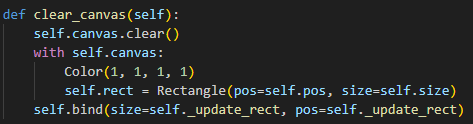 def clear_canvas(self):
    self.canvas.clear()
    with self.canvas:
        Color(1, 1, 1, 1)
        self.rect = Rectangle(pos=self.pos, size=self.size)
    self.bind(size=self._update_rect, pos=self._update_rect)